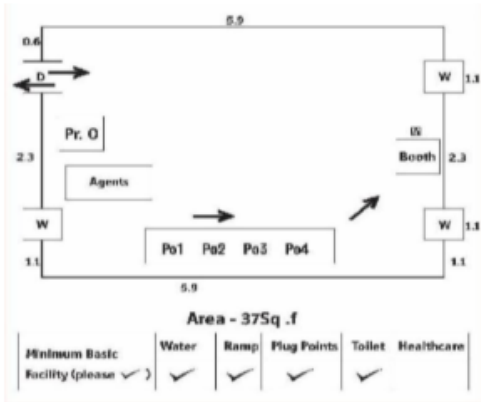 5.9
0.6
D
W
1.1
Pr. O
Booth
2.3
2.3
Agents
W
W
1.1
Po1 Po2 Po3 Po4
1.1
1.1
5.9
Area - 37Sq .f
Minimum Basic
Facility (please ✓)
Water Ramp Plug Points Toilet Healthcare
✓ ✓ ✓ ✓